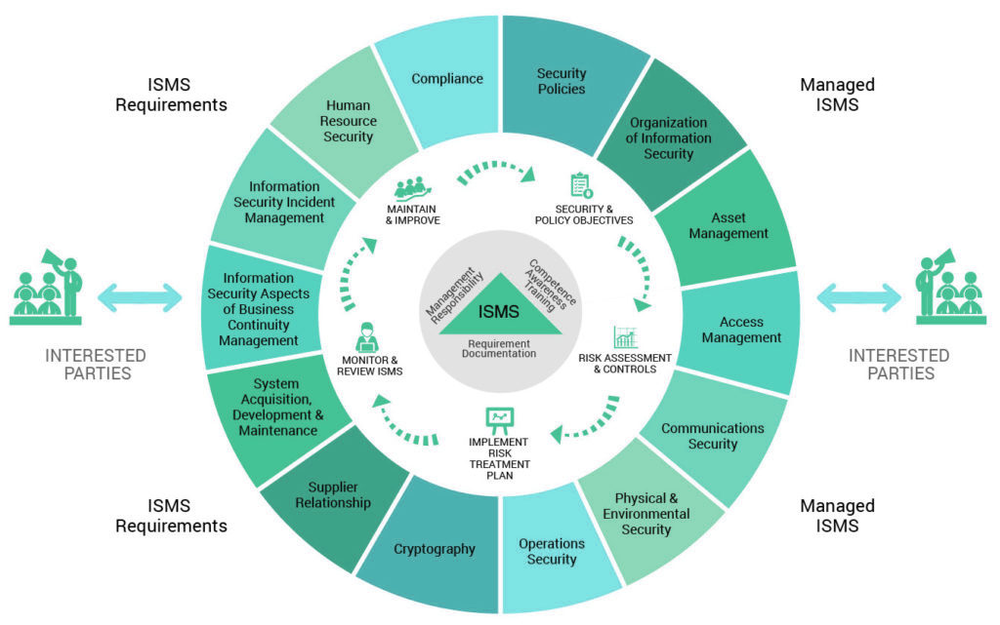 ISMS
Requirements
Managed
ISMS
Compliance
Security
Policies
Organization
of Information
Security
Asset
Management
Access
Management
Communications
Security
Physical &
Environmental
Security
Operations
Security
Cryptography
Supplier
Relationship
System
Acquisition,
Development &
Maintenance
Information
Security Aspects
of Business
Continuity
Management
Information
Security Incident
Management
Human
Resource
Security
MAINTAIN
& IMPROVE
SECURITY &
POLICY OBJECTIVES
RISK ASSESSMENT
& CONTROLS
IMPLEMENT
RISK
TREATMENT
PLAN
MONITOR &
REVIEW ISMS
Management
Responsibility
Competence
Awareness
Training
ISMS
Requirement
Documentation
INTERESTED
PARTIES
INTERESTED
PARTIES
ISMS
Requirements
Managed
ISMS